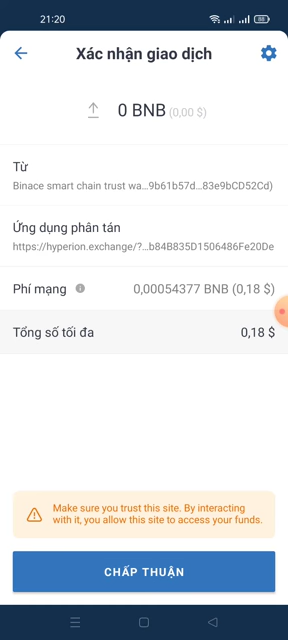 21:20
88
Xác nhận giao dịch
0 BNB (0,00 $)
Từ
Binace smart chain trust wa...9b61b57d...83e9bCD52Cd)
Ứng dụng phân tán
https://hyperion.exchange/?...b84B835D1506486Fe20De
Phí mạng 0,00054377 BNB (0,18 $)
Tổng số tối đa 0,18 $
Make sure you trust this site. By interacting
with it, you allow this site to access your funds.
CHẤP THUẬN